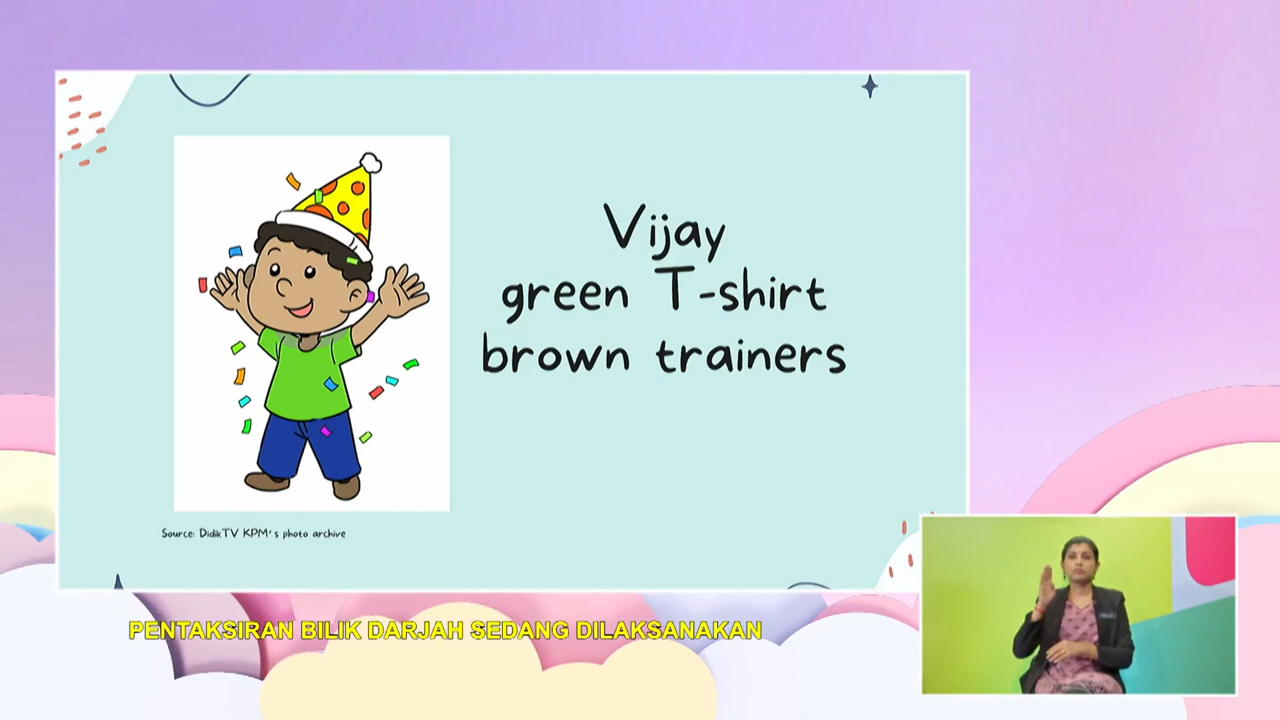 Vijay
green T-shirt
brown trainers
Source: DidikTV KPM's photo archive
PENTAKSIRAN BILIK DARJAH SEDANG DILAKSANAKAN